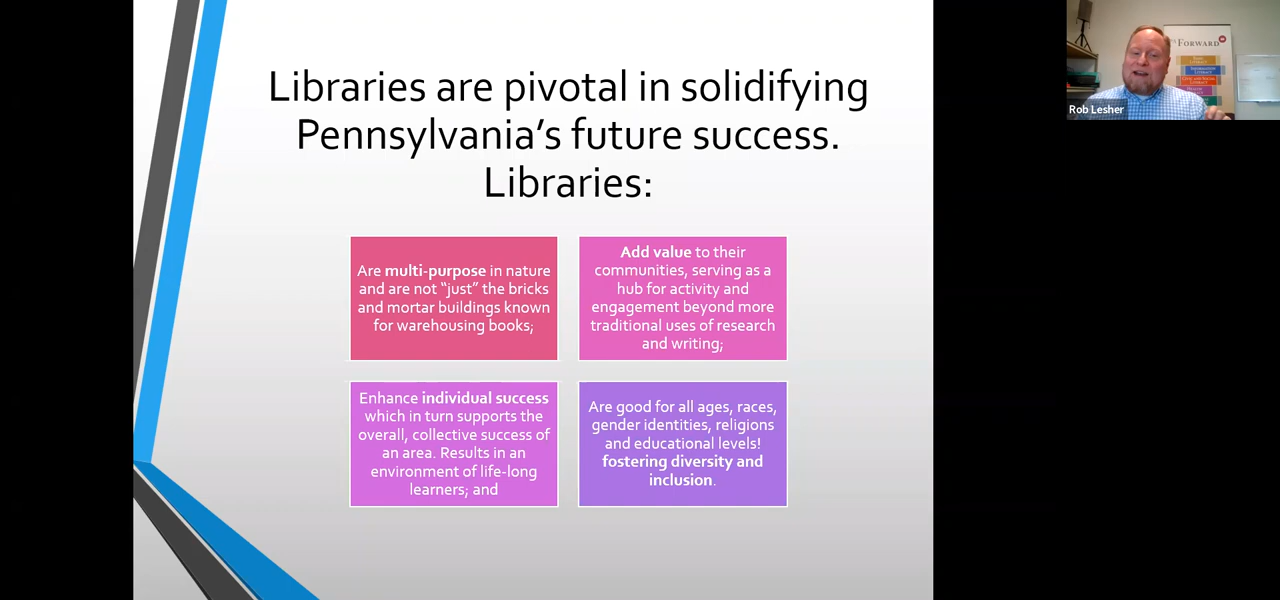 Libraries are pivotal in solidifying
Pennsylvania's future success.
Libraries:
Are multi-purpose in nature
and are not "just" the bricks
and mortar buildings known
for warehousing books;
Add value to their
communities, serving as a
hub for activity and
engagement beyond more
traditional uses of research
and writing;
Enhance individual success
which in turn supports the
overall, collective success of
an area. Results in an
environment of life-long
learners; and
Are good for all ages, races,
gender identities, religions
and educational levels!
fostering diversity and
inclusion.
Forward
Rob Lesher